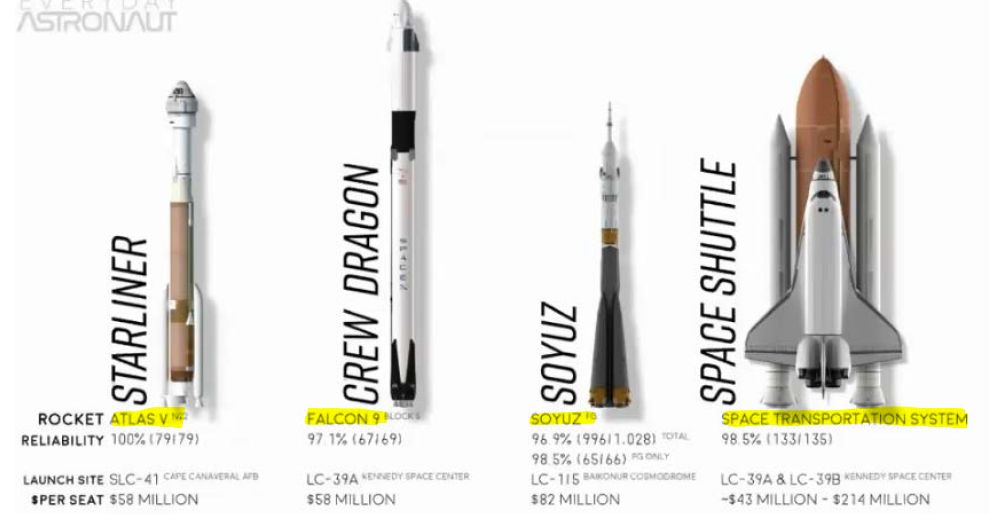 EVERYDAY
ASTRONAUT
STARLINER
CREW DRAGON
SOYUZ
SPACE SHUTTLE
ROCKET ATLAS V N22 FALCON 9 BLOCK 5 SOYUZ FG SPACE TRANSPORTATION SYSTEM
RELIABILITY 100% (79/79) 97.1% (67/69) 96.9% (996/1.028) TOTAL 98.5% (133/135)
98.5% (65/66) FG ONLY
LAUNCH SITE SLC-41 CAPE CANAVERAL AFB LC-39A KENNEDY SPACE CENTER LC-1/5 BAIKONUR COSMODROME LC-39A & LC-39B KENNEDY SPACE CENTER
$PER SEAT $58 MILLION $58 MILLION $82 MILLION ~$43 MILLION - $214 MILLION